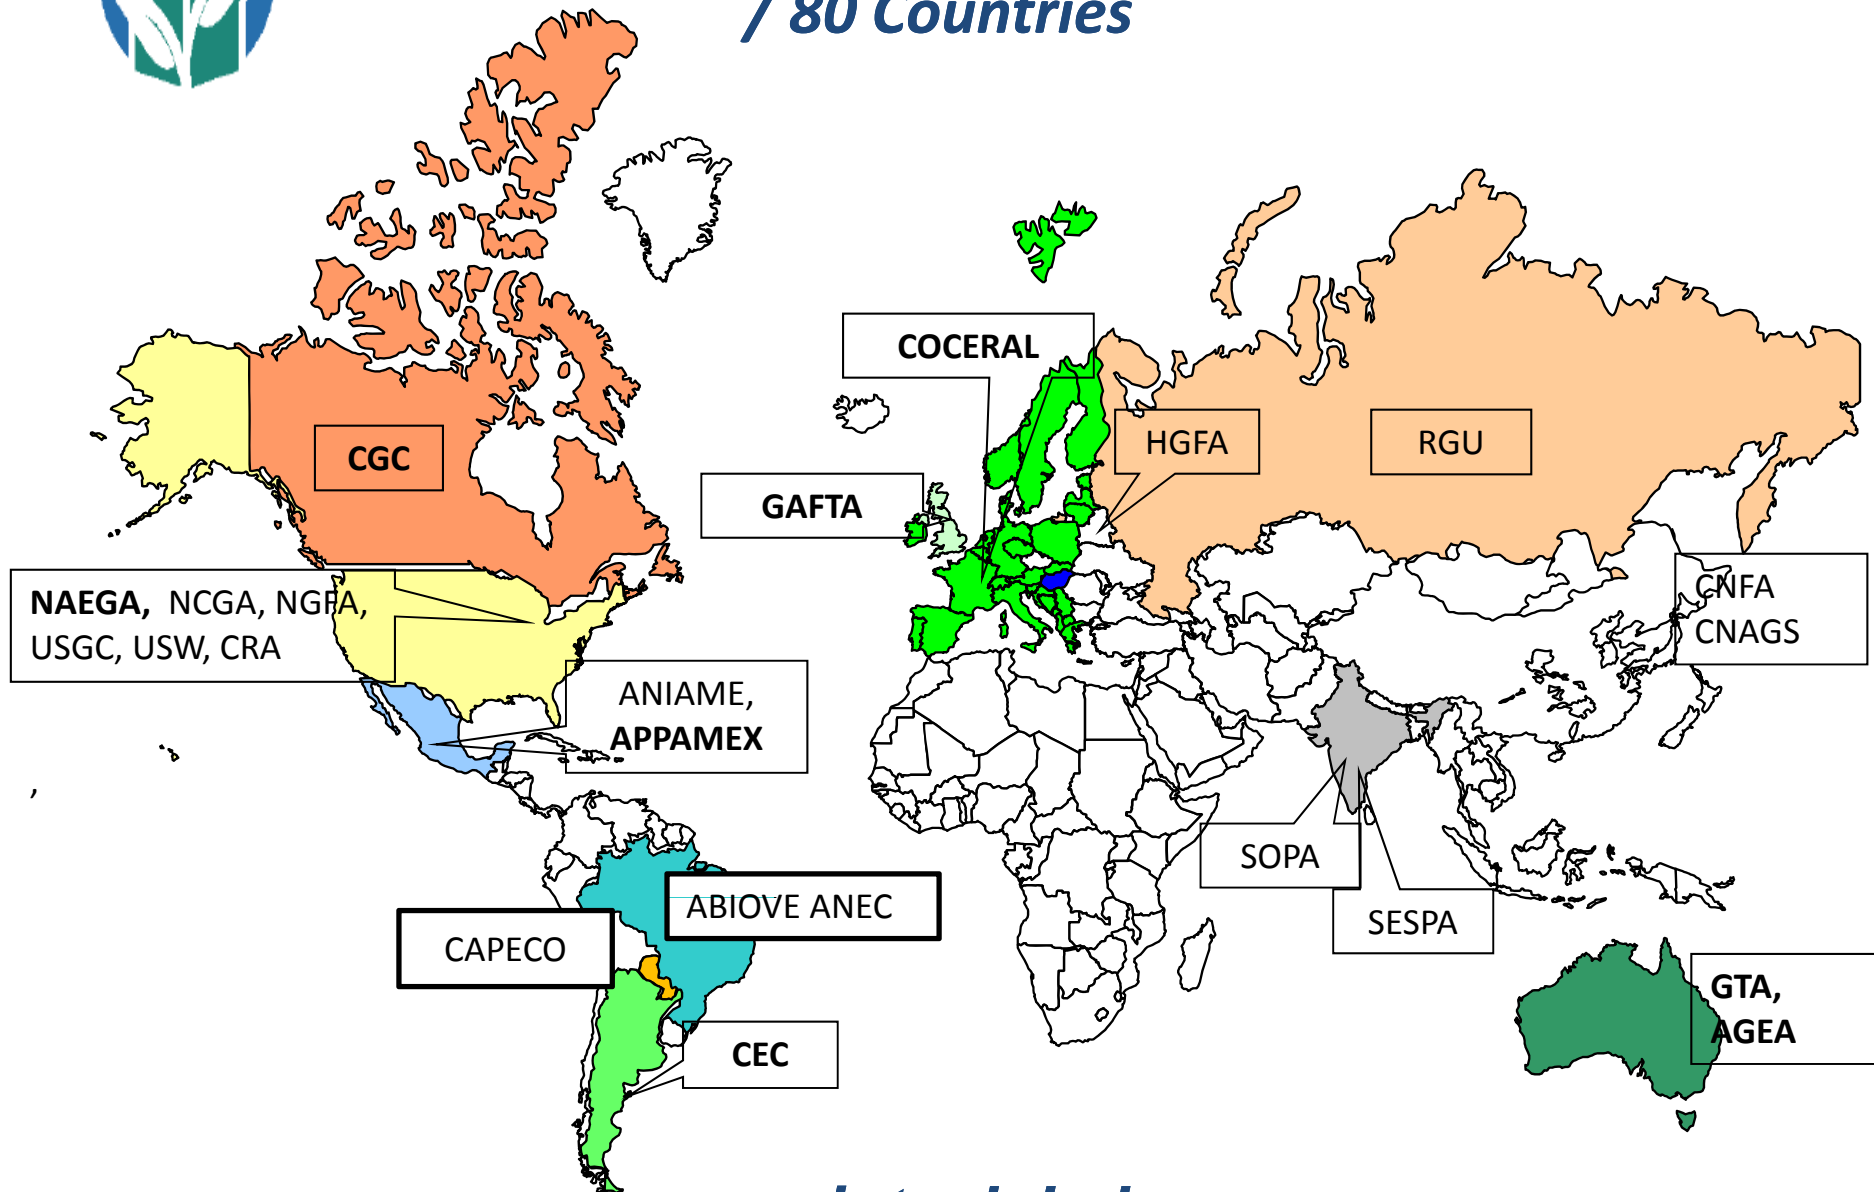 / 80 Countries
COCERAL
HGFA
RGU
CGC
GAFTA
CNFA
CNAGS
NAEGA, NCGA, NGFA,
USGC, USW, CRA
ANIAME,
APPAMEX
,
SOPA
ABIOVE ANEC
SESPA
CAPECO
GTA,
AGEA
CEC